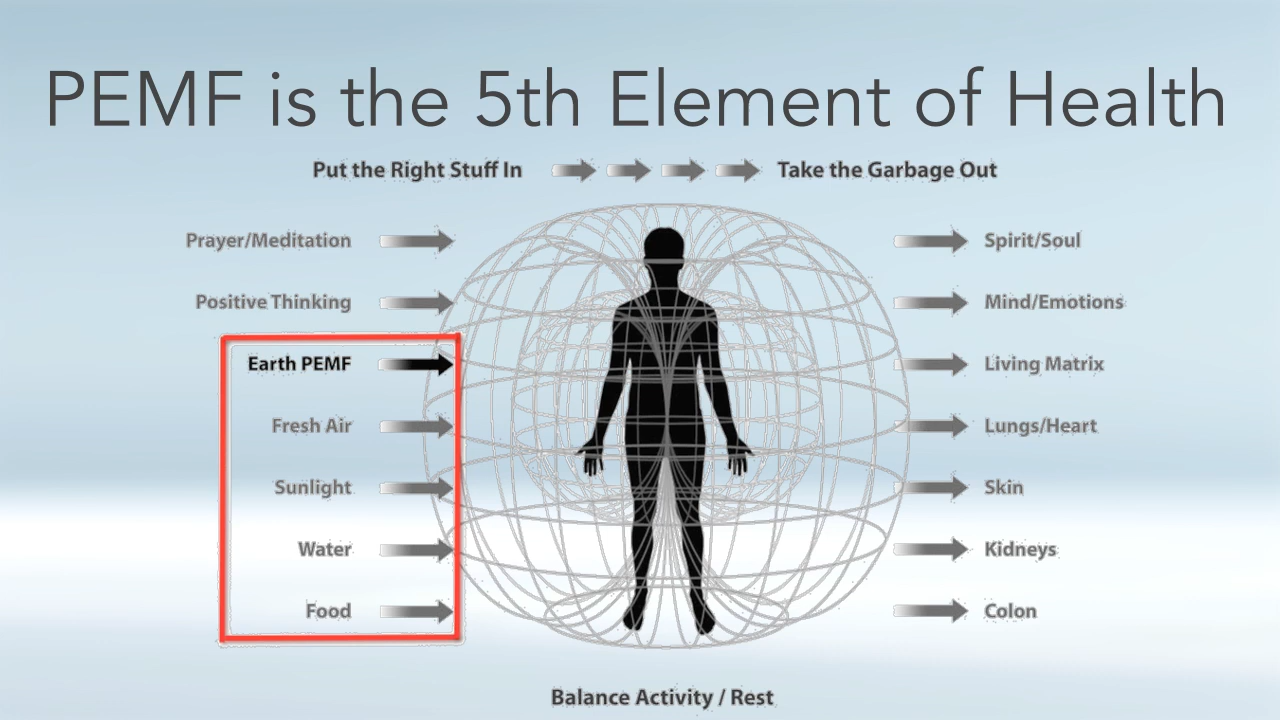 PEMF is the 5th Element of Health
Put the Right Stuff In
Take the Garbage Out
Prayer/Meditation
Spirit/Soul
Positive Thinking
Mind/Emotions
Earth PEMF
Living Matrix
Fresh Air
Lungs/Heart
Sunlight
Skin
Water
Kidneys
Food
Colon
Balance Activity / Rest